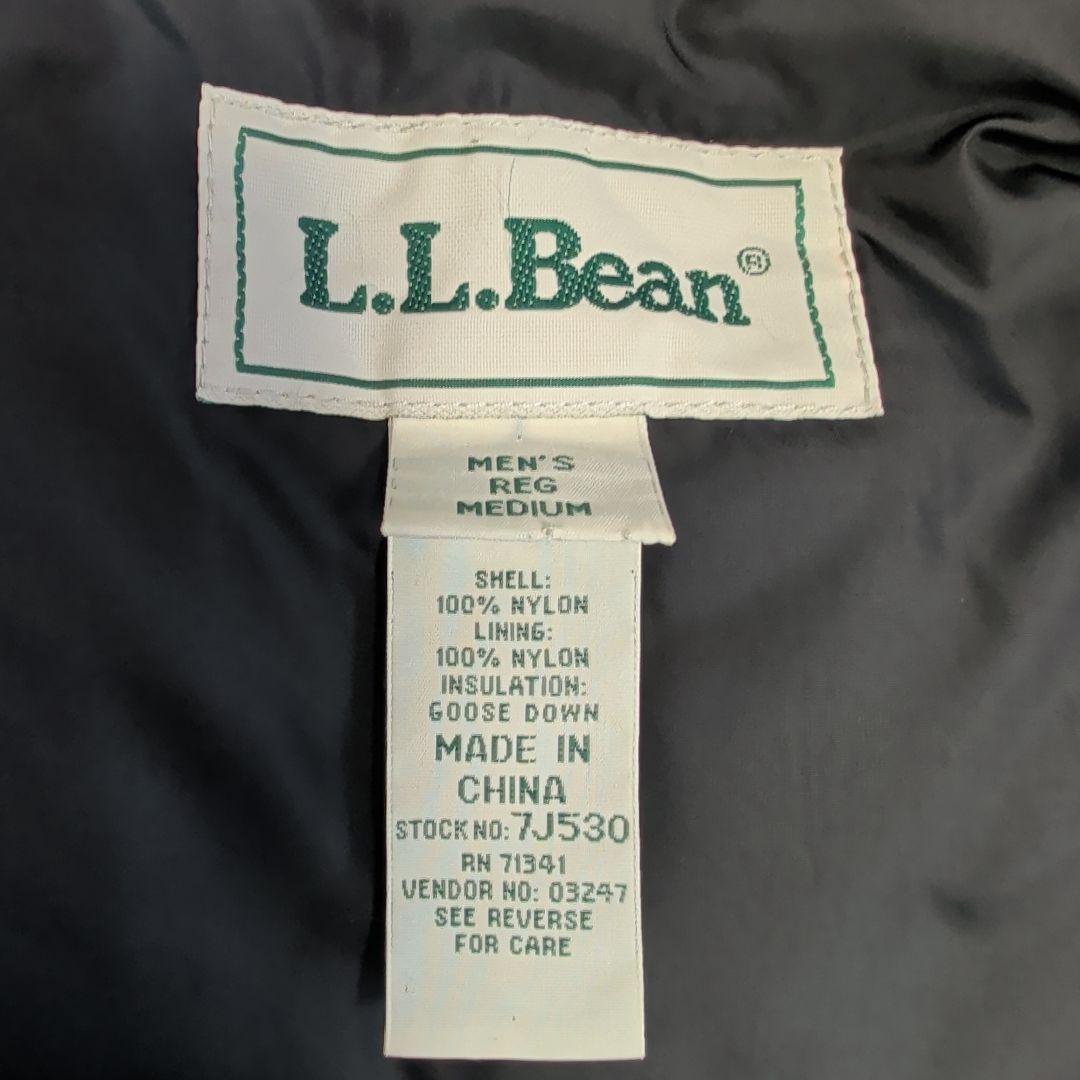 L.L.Bean®
MEN'S
REG
MEDIUM
SHELL:
100% NYLON
LINING:
100% NYLON
INSULATION:
GOOSE DOWN
MADE IN
CHINA
STOCK NO: 7J530
RN 71341
VENDOR NO: 03247
SEE REVERSE
FOR CARE